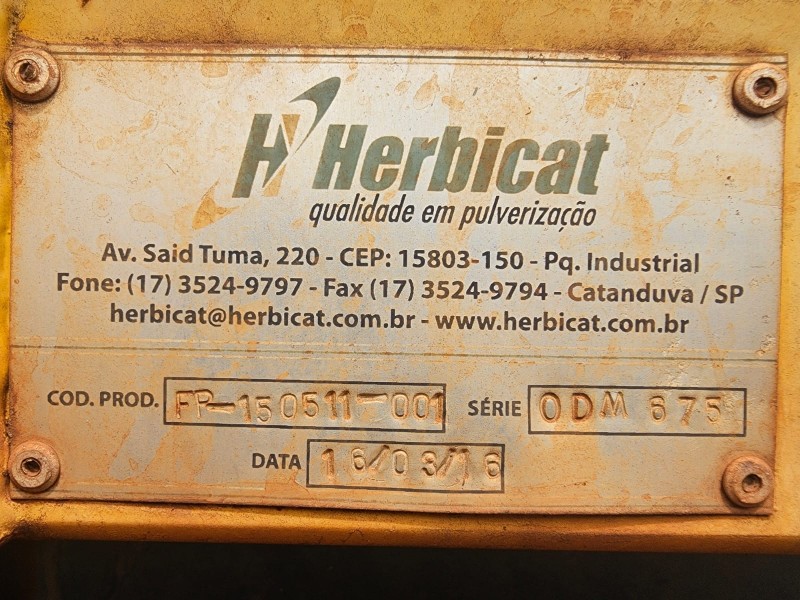 Herbicat
qualidade em pulverização
Av. Said Tuma, 220 - CEP: 15803-150 - Pq. Industrial
Fone: (17) 3524-9797 - Fax (17) 3524-9794 - Catanduva / SP
herbicat@herbicat.com.br - www.herbicat.com.br
COD. PROD. FP-150511-001 SÉRIE ODM 675
DATA 16/03/16